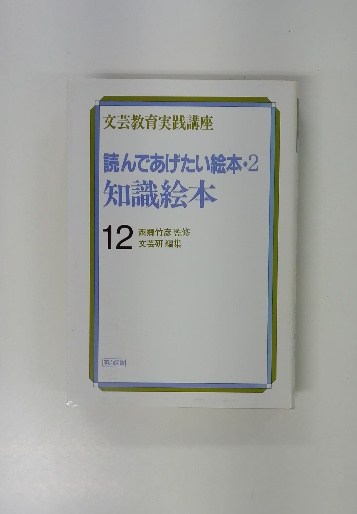 文芸教育実践講座
読んであげたい絵本・2
知識絵本
12
西郷竹彦 監修
文芸研 編集